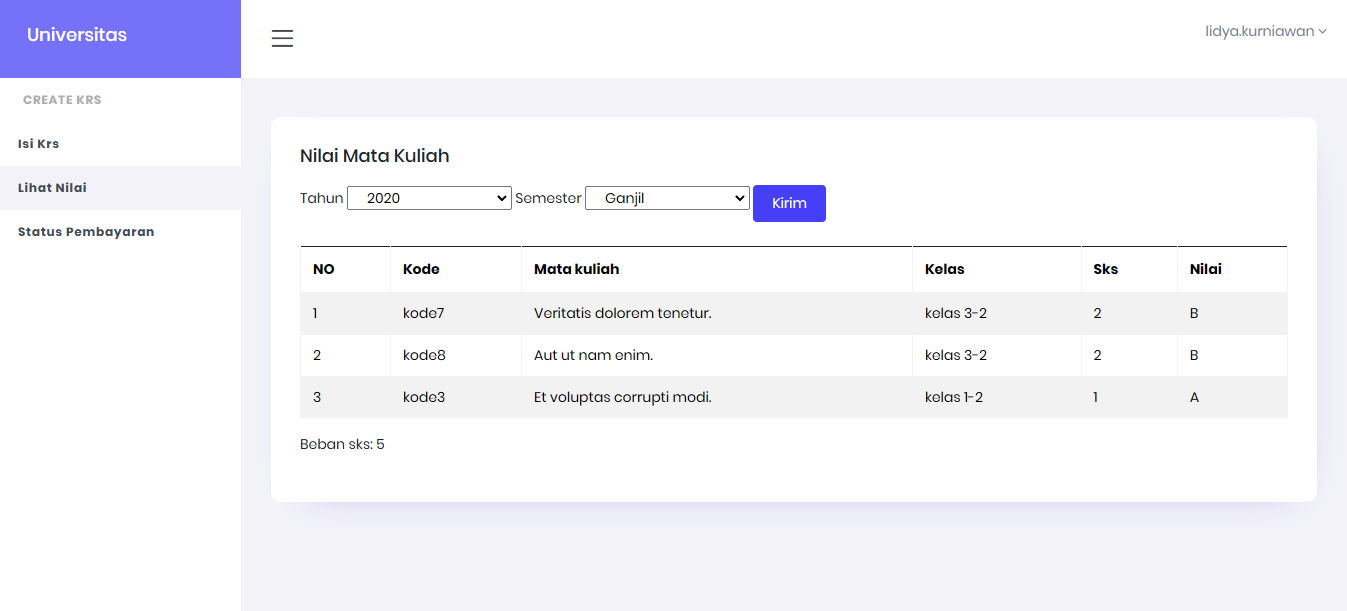 Universitas
lidya.kurniawan
CREATE KRS
Isi Krs
Lihat Nilai
Status Pembayaran
Nilai Mata Kuliah
Tahun 2020 Semester Ganjil Kirim
NO Kode Mata kuliah Kelas Sks Nilai
1 kode7 Veritatis dolorem tenetur. kelas 3-2 2 B
2 kode8 Aut ut nam enim. kelas 3-2 2 B
3 kode3 Et voluptas corrupti modi. kelas 1-2 1 A
Beban sks: 5